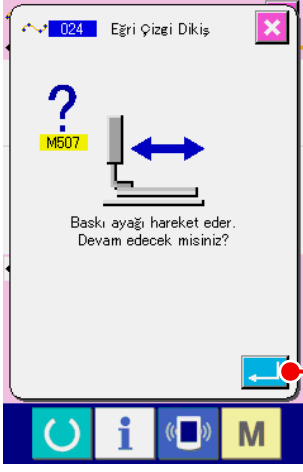 024 Eğri Çizgi Dikiş
?
M507
Baskı ayağı hareket eder.
Devam edecek misiniz?
i
M